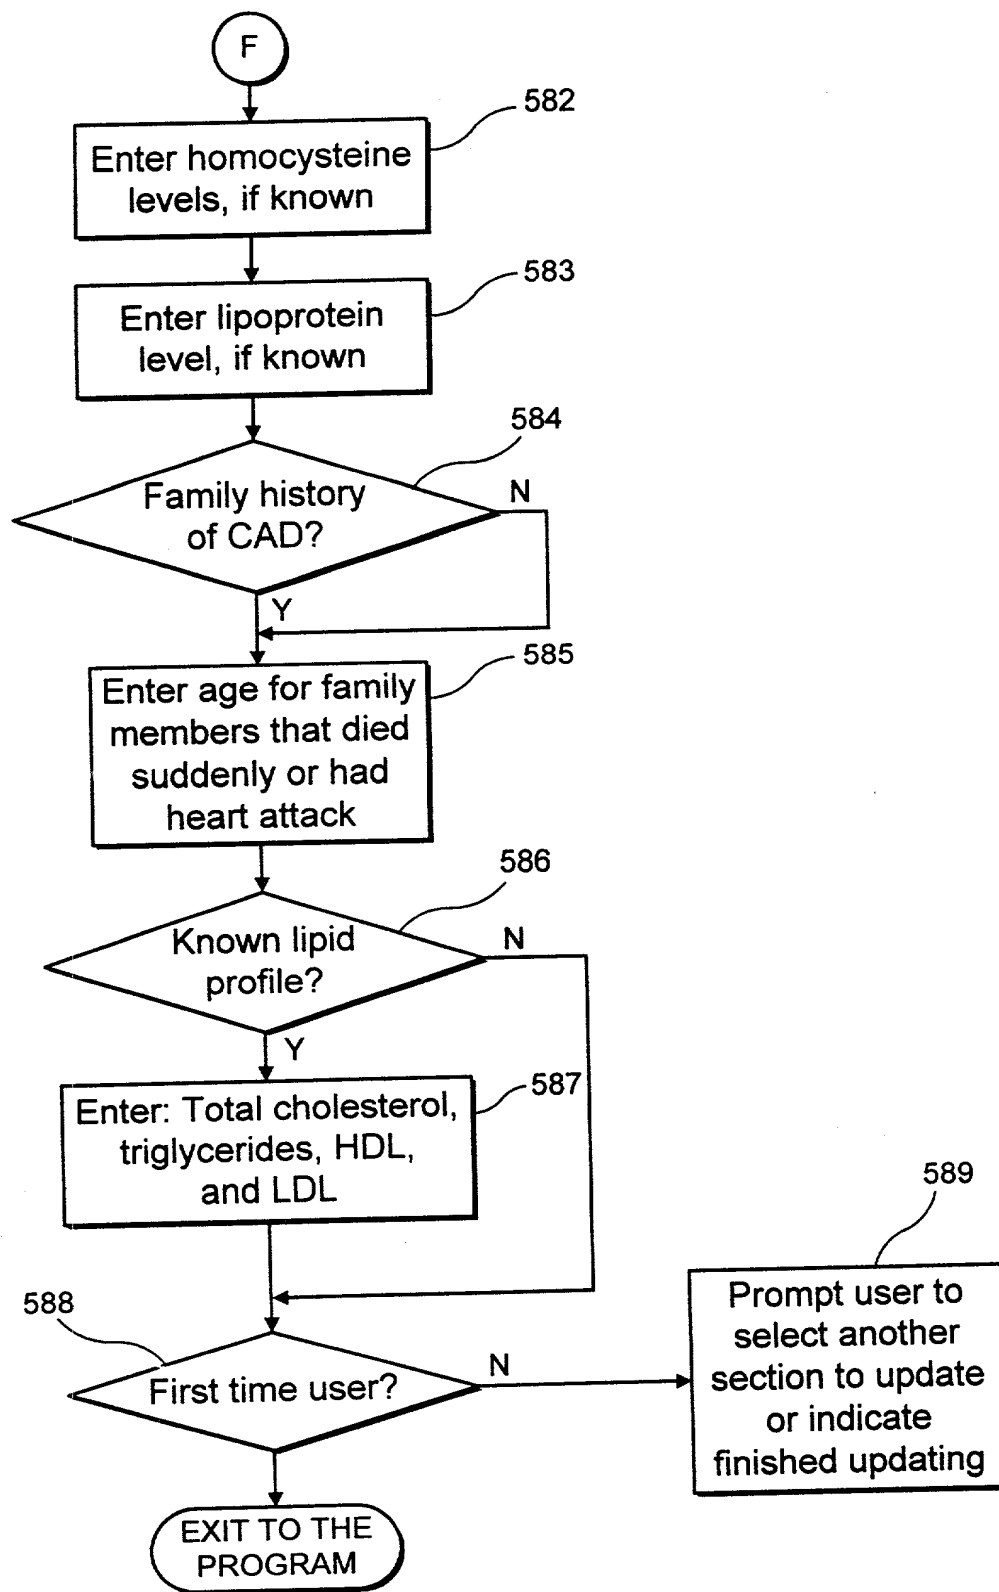 F
582
Enter homocysteine
levels, if known
583
Enter lipoprotein
level, if known
584
Family history
of CAD?
N
Y
585
Enter age for family
members that died
suddenly or had
heart attack
586
Known lipid
profile?
N
Y
587
Enter: Total cholesterol,
triglycerides, HDL,
and LDL
588
First time user?
N
589
Prompt user to
select another
section to update
or indicate
finished updating
EXIT TO THE
PROGRAM